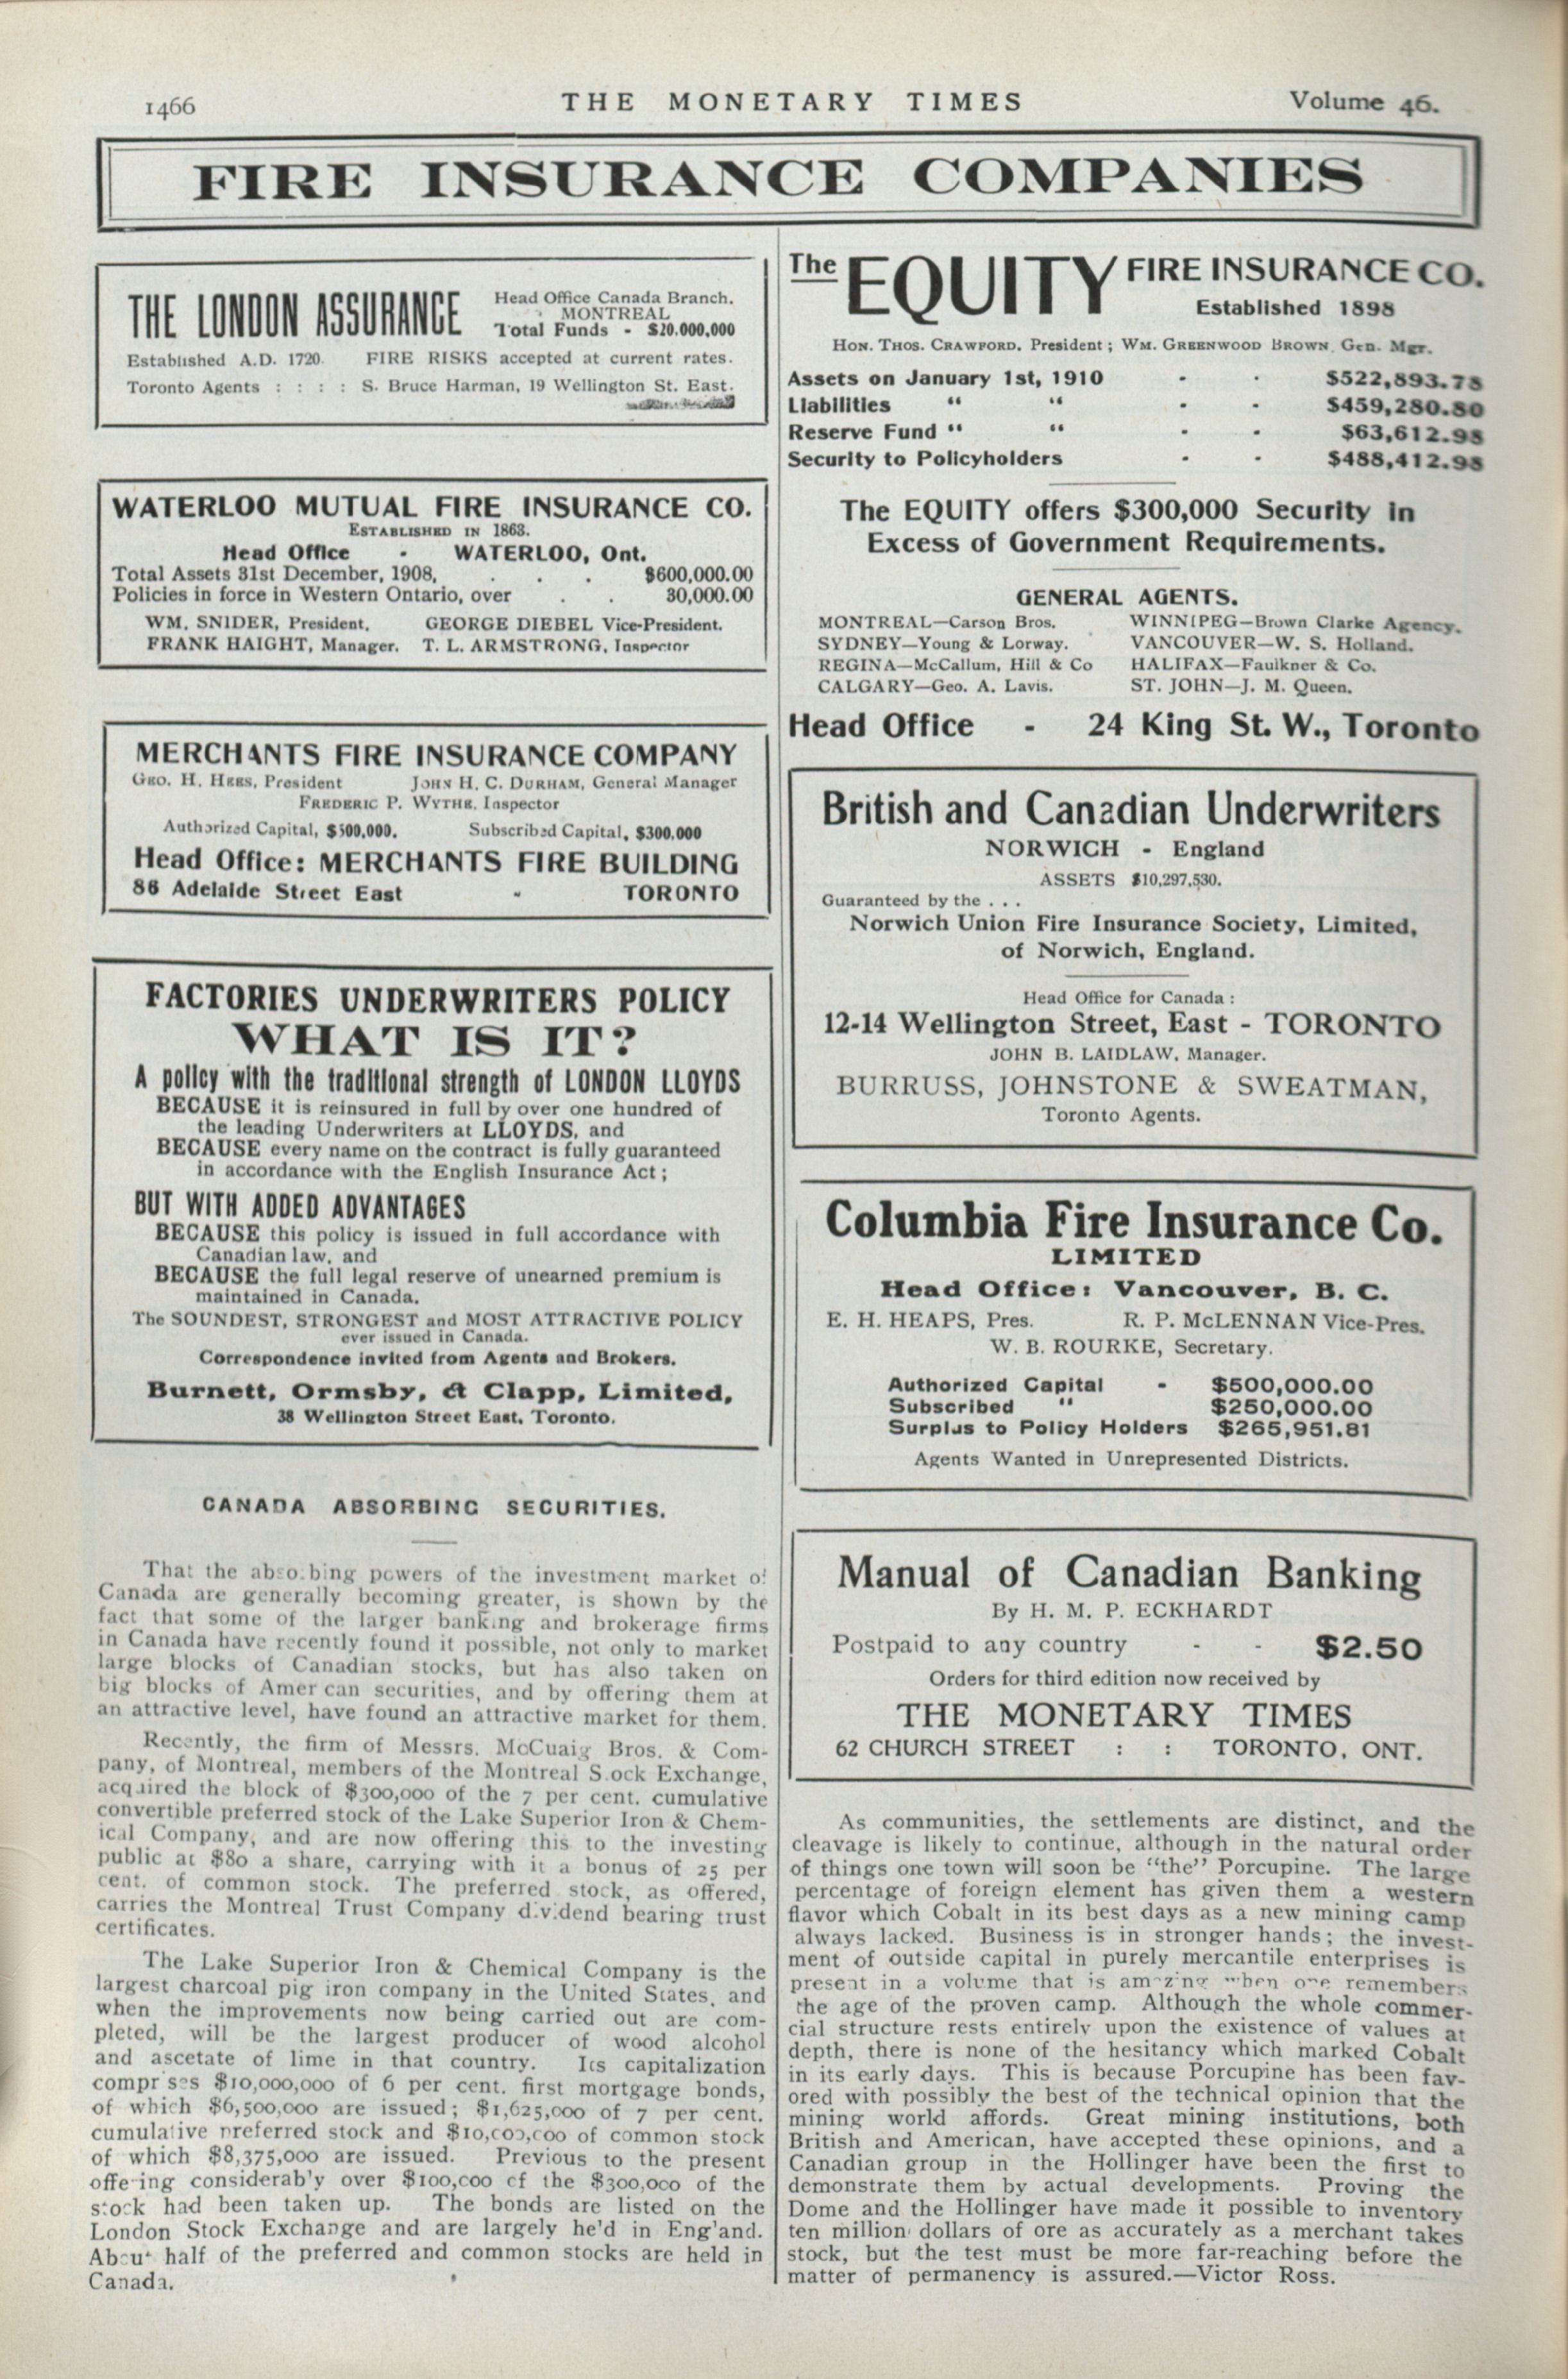 1466
THE MONETARY TIMES
Volume 46.
FIRE INSURANCE COMPANIES
THE LONDON ASSURANCE
Head Office Canada Branch.
MONTREAL
Total Funds - $20.000,000
Established A.D. 1720. FIRE RISKS accepted at current rates.
Toronto Agents : : : : S. Bruce Harman, 19 Wellington St. East.
WATERLOO MUTUAL FIRE INSURANCE CO.
ESTABLISHED IN 1863.
Head Office - WATERLOO, Ont.
Total Assets 31st December, 1908, . . . $600,000.00
Policies in force in Western Ontario, over . . 30,000.00
WM. SNIDER, President. GEORGE DIEBEL Vice-President.
FRANK HAIGHT, Manager. T. L. ARMSTRONG, Inspector
MERCHANTS FIRE INSURANCE COMPANY
GEO. H. HEES, President JOHN H. C. DURHAM, General Manager
FREDERIC P. WYTHE. Inspector
Authorized Capital, $500,000. Subscribed Capital, $300,000
Head Office: MERCHANTS FIRE BUILDING
86 Adelaide Street East - TORONTO
FACTORIES UNDERWRITERS POLICY
WHAT IS IT?
A policy with the traditional strength of LONDON LLOYDS
BECAUSE it is reinsured in full by over one hundred of
the leading Underwriters at LLOYDS, and
BECAUSE every name on the contract is fully guaranteed
in accordance with the English Insurance Act ;
BUT WITH ADDED ADVANTAGES
BECAUSE this policy is issued in full accordance with
Canadian law, and
BECAUSE the full legal reserve of unearned premium is
maintained in Canada.
The SOUNDEST, STRONGEST and MOST ATTRACTIVE POLICY
ever issued in Canada.
Correspondence invited from Agents and Brokers.
Burnett, Ormsby, & Clapp, Limited,
38 Wellington Street East, Toronto.
CANADA ABSORBING SECURITIES.
That the abso.bing powers of the investment market of
Canada are generally becoming greater, is shown by the
fact that some of the larger banking and brokerage firms
in Canada have recently found it possible, not only to market
large blocks of Canadian stocks, but has also taken on
big blocks of Amer can securities, and by offering them at
an attractive level, have found an attractive market for them.
Recently, the firm of Messrs. McCuaig Bros. & Com-
pany, of Montreal, members of the Montreal S ock Exchange,
acquired the block of $300,000 of the 7 per cent. cumulative
convertible preferred stock of the Lake Superior Iron & Chem-
ical Company, and are now offering this to the investing
public at $80 a share, carrying with it a bonus of 25 per
cent. of common stock. The preferred stock, as offered,
carries the Montreal Trust Company dividend bearing trust
certificates.
The Lake Superior Iron & Chemical Company is the
largest charcoal pig iron company in the United States, and
when the improvements now being carried out are com-
pleted, will be the largest producer of wood alcohol
and ascetate of lime in that country. Its capitalization
comprises $10,000,000 of 6 per cent. first mortgage bonds,
of which $6,500,000 are issued; $1,625,000 of 7 per cent.
cumulative preferred stock and $10,000,000 of common stock
of which $8,375,000 are issued. Previous to the present
offering considerab'y over $100,000 of the $300,000 of the
stock had been taken up. The bonds are listed on the
London Stock Exchange and are largely he'd in Eng'and.
About half of the preferred and common stocks are held in
Canada.
The EQUITY FIRE INSURANCE CO.
Established 1898
HON. THOS. CRAWFORD, President ; WM. GREENWOOD BROWN, Gen. Mgr.
Assets on January 1st, 1910 - - $522,893.78
Liabilities " " - - $459,280.80
Reserve Fund " " - - $63,612.98
Security to Policyholders - - $488,412.98
The EQUITY offers $300,000 Security in
Excess of Government Requirements.
GENERAL AGENTS.
MONTREAL—Carson Bros. WINNIPEG—Brown Clarke Agency.
SYDNEY—Young & Lorway. VANCOUVER—W. S. Holland.
REGINA—McCallum, Hill & Co HALIFAX—Faulkner & Co.
CALGARY—Geo. A. Lavis. ST. JOHN—J. M. Queen.
Head Office - 24 King St. W., Toronto
British and Canadian Underwriters
NORWICH - England
ASSETS $10,297,530.
Guaranteed by the . . .
Norwich Union Fire Insurance Society, Limited,
of Norwich, England.
Head Office for Canada :
12-14 Wellington Street, East - TORONTO
JOHN B. LAIDLAW, Manager.
BURRUSS, JOHNSTONE & SWEATMAN,
Toronto Agents.
Columbia Fire Insurance Co.
LIMITED
Head Office: Vancouver, B. C.
E. H. HEAPS, Pres. R. P. McLENNAN Vice-Pres.
W. B. ROURKE, Secretary.
Authorized Capital - $500,000.00
Subscribed " $250,000.00
Surplus to Policy Holders $265,951.81
Agents Wanted in Unrepresented Districts.
Manual of Canadian Banking
By H. M. P. ECKHARDT
Postpaid to any country - - $2.50
Orders for third edition now received by
THE MONETARY TIMES
62 CHURCH STREET : : TORONTO, ONT.
As communities, the settlements are distinct, and the
cleavage is likely to continue, although in the natural order
of things one town will soon be "the" Porcupine. The large
percentage of foreign element has given them a western
flavor which Cobalt in its best days as a new mining camp
always lacked. Business is in stronger hands; the invest-
ment of outside capital in purely mercantile enterprises is
present in a volume that is amazing when one remembers
the age of the proven camp. Although the whole commer-
cial structure rests entirely upon the existence of values at
depth, there is none of the hesitancy which marked Cobalt
in its early days. This is because Porcupine has been fav-
ored with possibly the best of the technical opinion that the
mining world affords. Great mining institutions, both
British and American, have accepted these opinions, and a
Canadian group in the Hollinger have been the first to
demonstrate them by actual developments. Proving the
Dome and the Hollinger have made it possible to inventory
ten million dollars of ore as accurately as a merchant takes
stock, but the test must be more far-reaching before the
matter of permanency is assured.—Victor Ross.